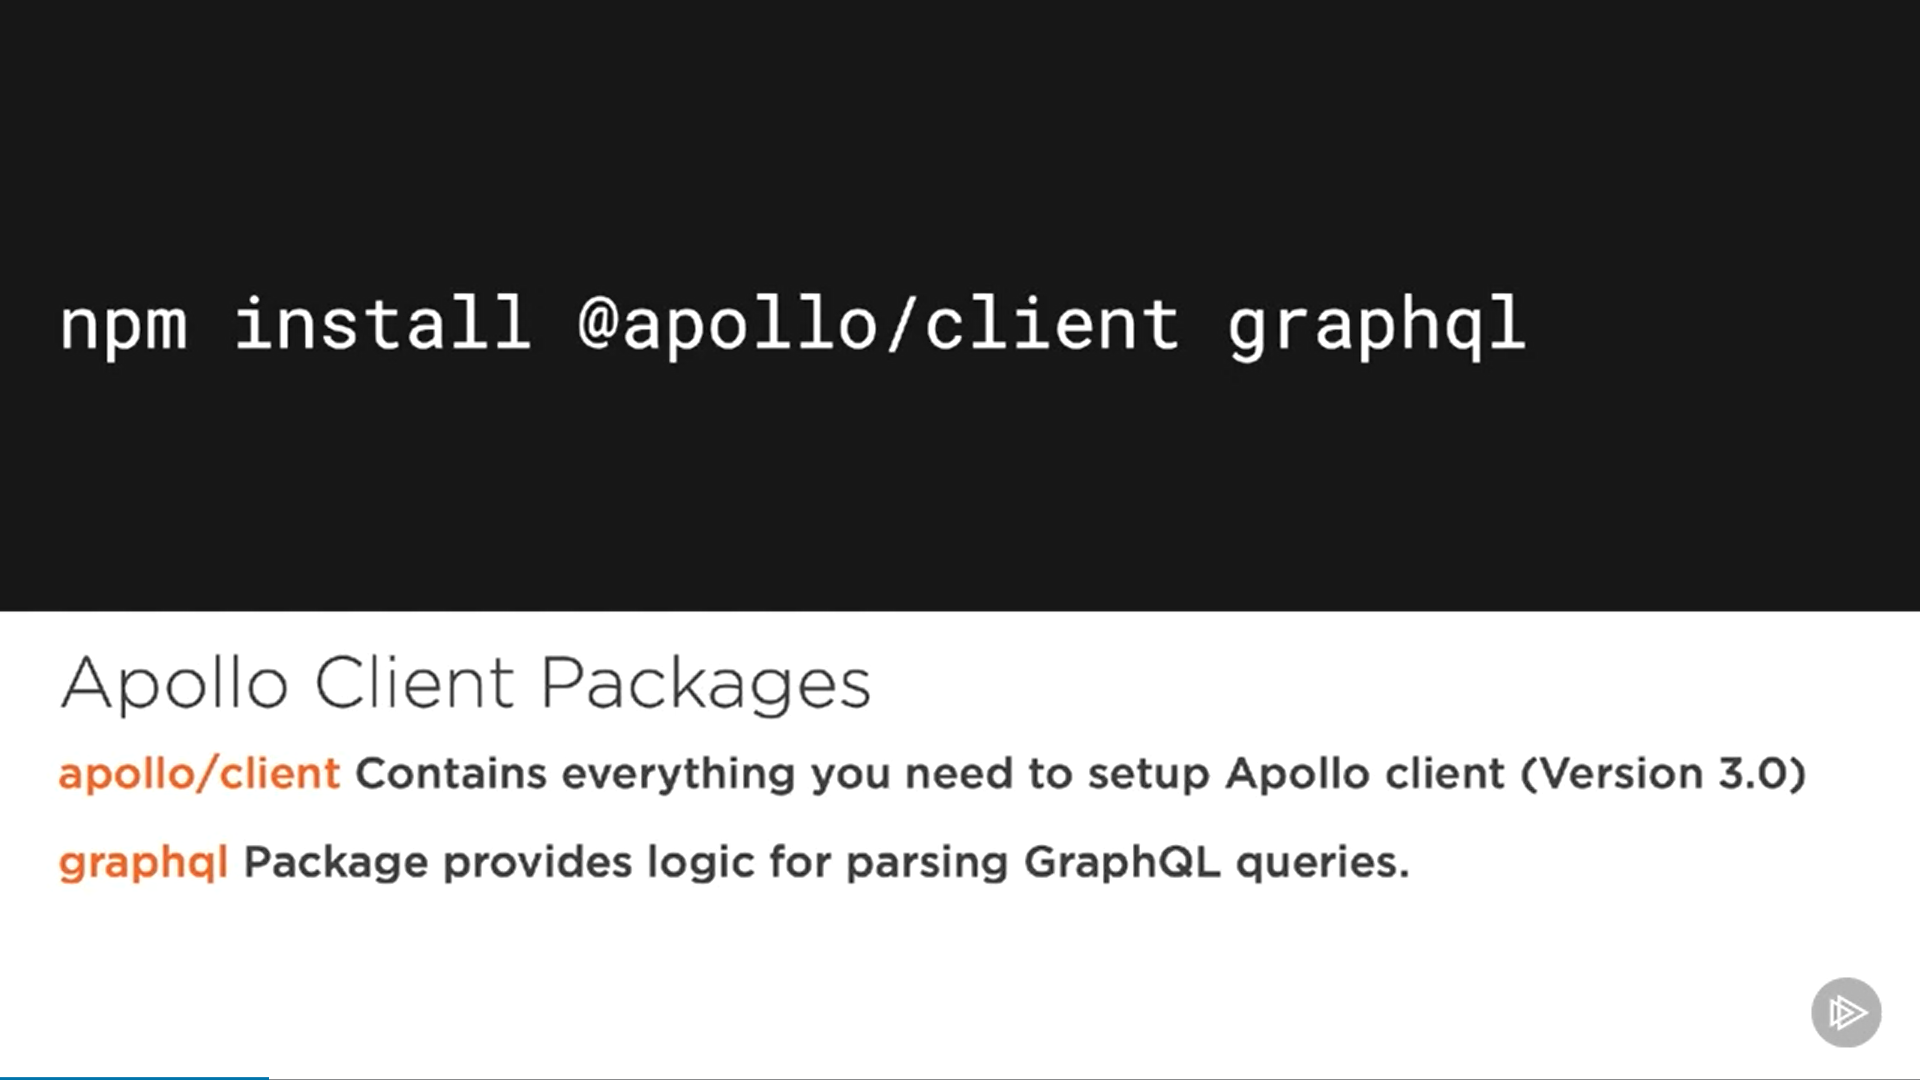 npm install @apollo/client graphql
Apollo Client Packages
apollo/client Contains everything you need to setup Apollo client (Version 3.0)
graphql Package provides logic for parsing GraphQL queries.